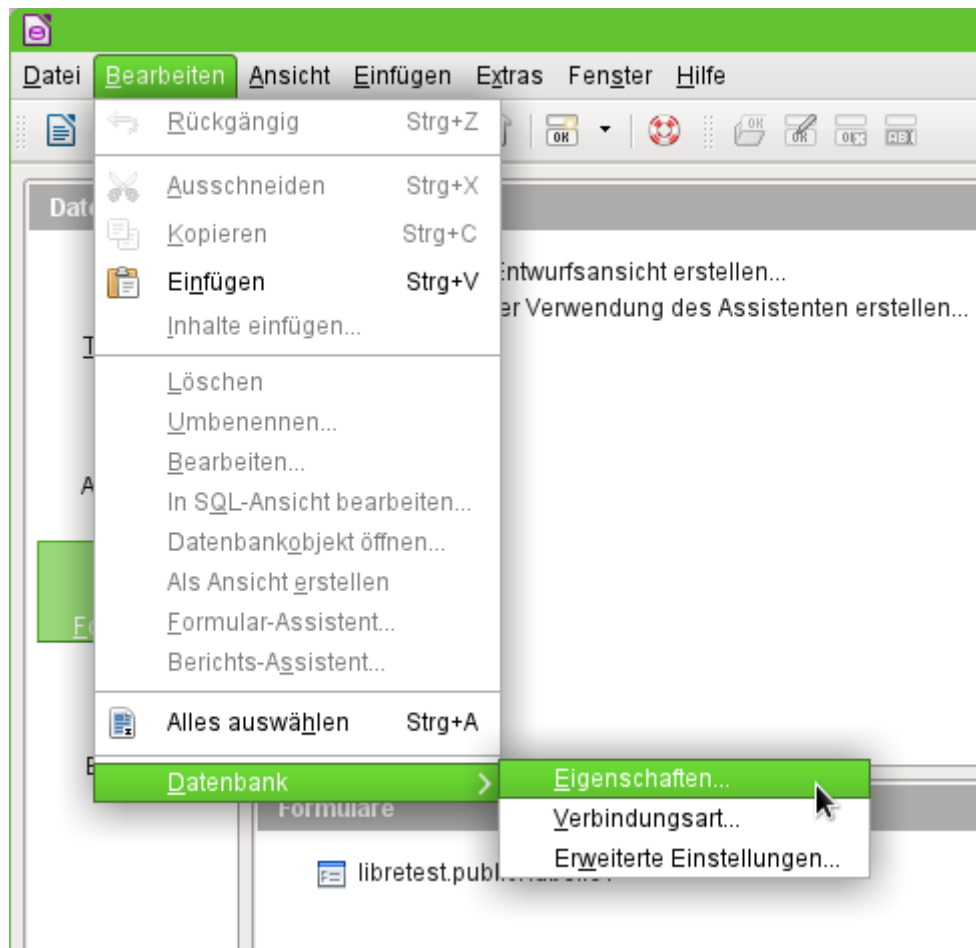 Datei Bearbeiten Ansicht Einfügen Extras Fenster Hilfe
Rückgängig Strg+Z
Ausschneiden Strg+X
Kopieren Strg+C
Einfügen Strg+V
Inhalte einfügen...
Löschen
Umbenennen...
Bearbeiten...
In SQL-Ansicht bearbeiten...
Datenbankobjekt öffnen...
Als Ansicht erstellen
Formular-Assistent...
Berichts-Assistent...
Alles auswählen Strg+A
Datenbank
Eigenschaften...
Verbindungsart...
Erweiterte Einstellungen...
Entwurfsansicht erstellen...
er Verwendung des Assistenten erstellen...
Formulare
libretest.publ